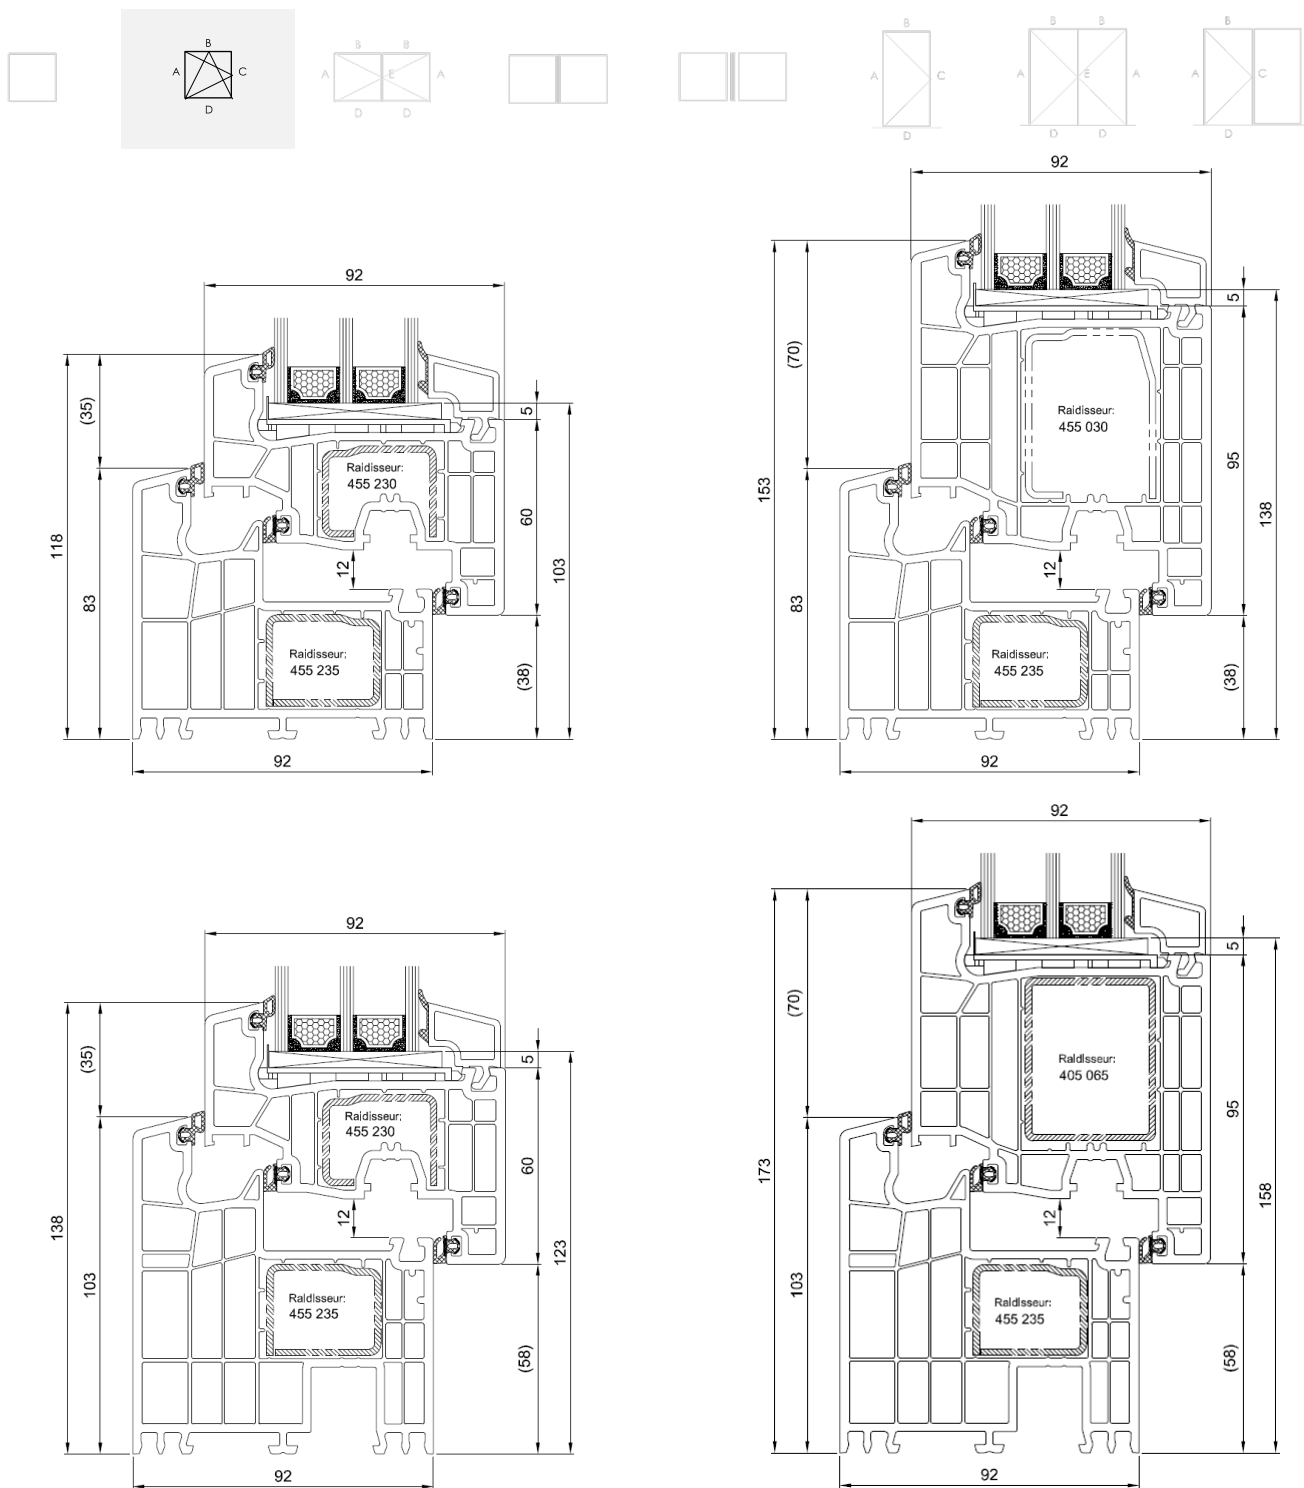 B
B B
B
B B
B
A C
A E A
A C
A E A
A C
D
D D
D
D D
D
92
92
5
(70)
Raidisseur:
455 030
95
153
138
12
83
Raidisseur:
455 235
(38)
92
5
(35)
Raidisseur:
455 230
60
118
103
12
83
Raidisseur:
455 235
(38)
92
92
5
(35)
Raidisseur:
455 230
60
138
123
12
103
Raidisseur:
455 235
(58)
92
92
5
(70)
Raidisseur:
405 065
95
173
158
12
103
Raidisseur:
455 235
(58)
92